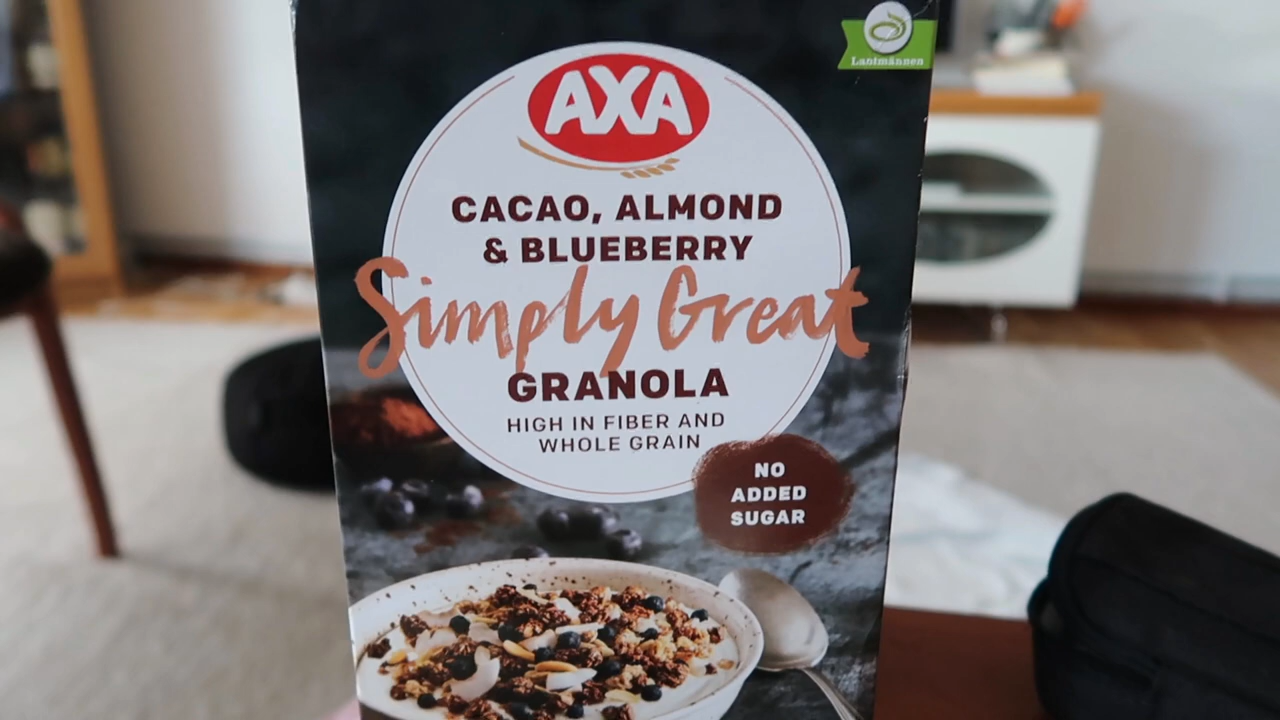 Lantmännen
AXA
CACAO, ALMOND
& BLUEBERRY
Simply Great
GRANOLA
HIGH IN FIBER AND
WHOLE GRAIN
NO
ADDED
SUGAR